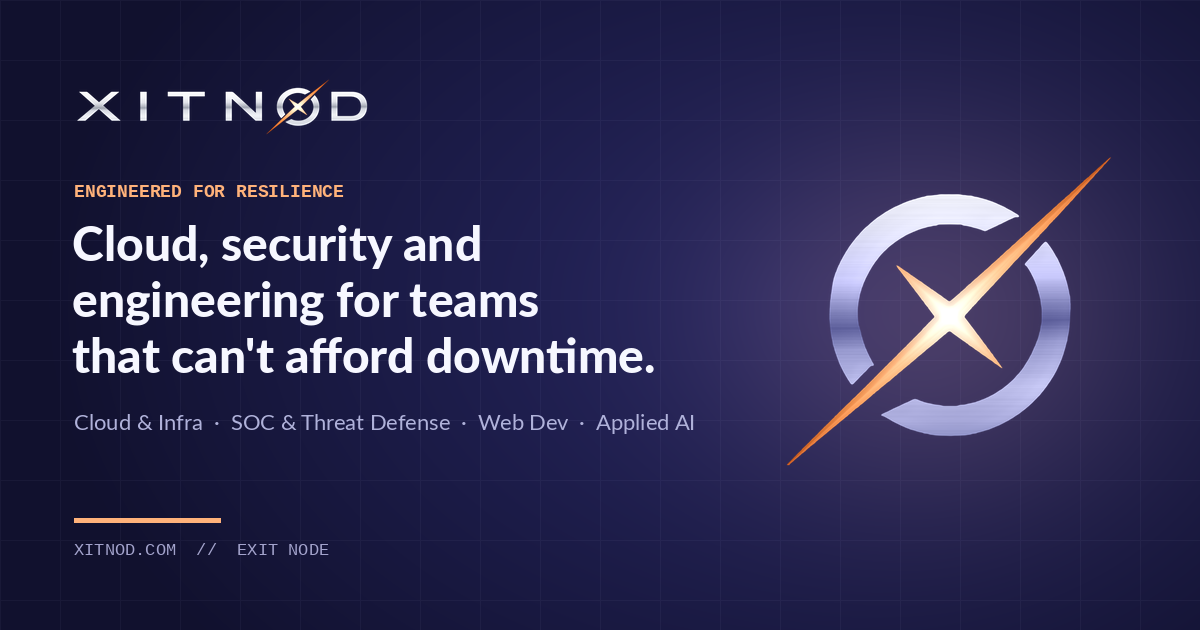 XITNOD
ENGINEERED FOR RESILIENCE
Cloud, security and
engineering for teams
that can't afford downtime.
Cloud & Infra · SOC & Threat Defense · Web Dev · Applied AI
XITNOD.COM // EXIT NODE